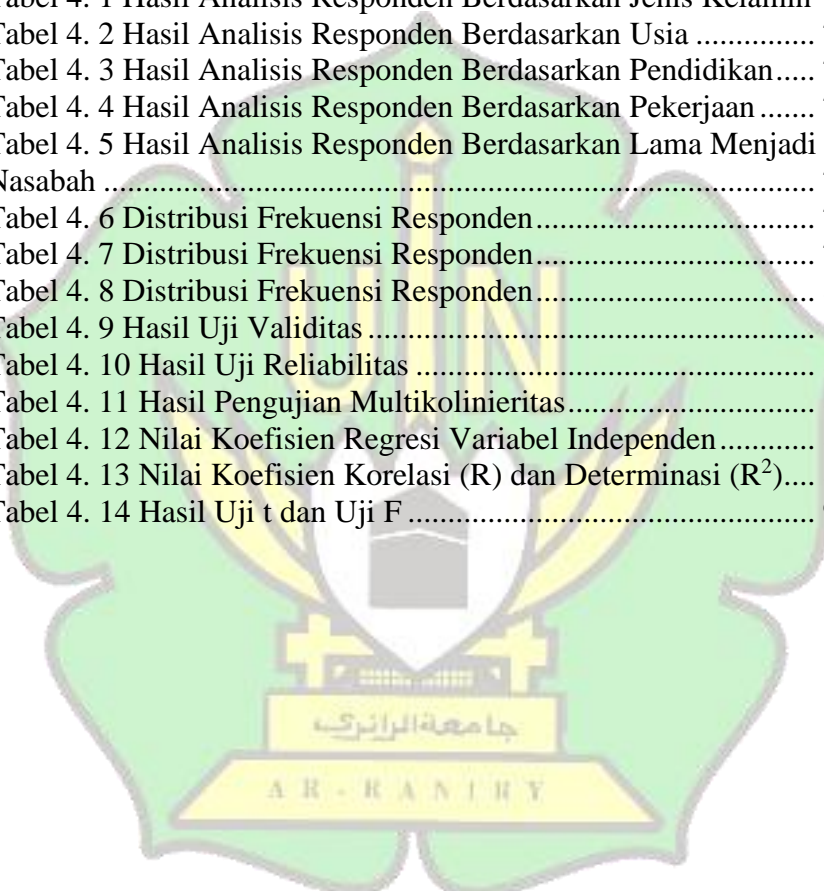 Tabel 4. 1 Hasil Analisis Responden Berdasarkan Jenis Kelamin
Tabel 4. 2 Hasil Analisis Responden Berdasarkan Usia ..............
Tabel 4. 3 Hasil Analisis Responden Berdasarkan Pendidikan.....
Tabel 4. 4 Hasil Analisis Responden Berdasarkan Pekerjaan .......
Tabel 4. 5 Hasil Analisis Responden Berdasarkan Lama Menjadi
Nasabah ...................................................................................
Tabel 4. 6 Distribusi Frekuensi Responden.................................
Tabel 4. 7 Distribusi Frekuensi Responden.................................
Tabel 4. 8 Distribusi Frekuensi Responden.................................
Tabel 4. 9 Hasil Uji Validitas ....................................................
Tabel 4. 10 Hasil Uji Reliabilitas ...............................................
Tabel 4. 11 Hasil Pengujian Multikolinieritas.............................
Tabel 4. 12 Nilai Koefisien Regresi Variabel Independen...........
Tabel 4. 13 Nilai Koefisien Korelasi (R) dan Determinasi (R²)....
Tabel 4. 14 Hasil Uji t dan Uji F ................................................
UIN
جامعة الرانري
AR-RANIRY